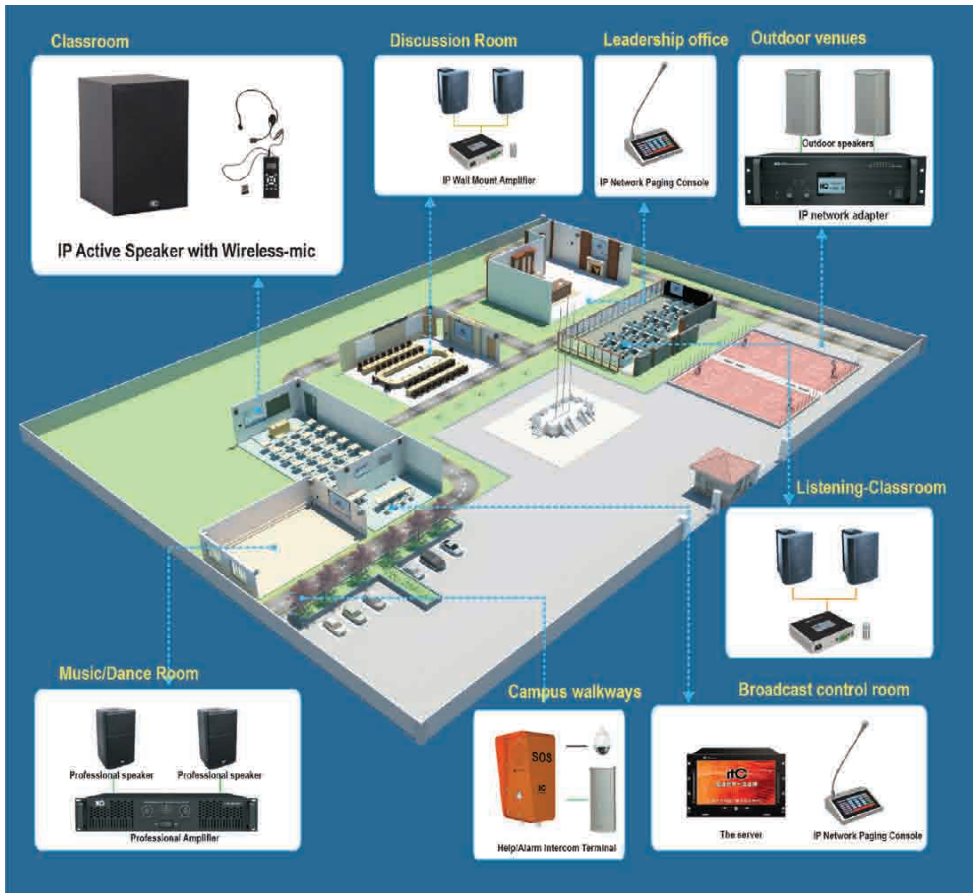 Classroom
Discussion Room
Leadership office
Outdoor venues
Outdoor speakers
IP Wall Mount Amplifier
IP Network Paging Console
itC
IP network adapter
IP Active Speaker with Wireless-mic
Listening-Classroom
Music/Dance Room
Campus walkways
Broadcast control room
Professional speaker
Professional speaker
itC
Professional Amplifier
SOS
Help/Alarm Intercom Terminal
itC
The server
IP Network Paging Console